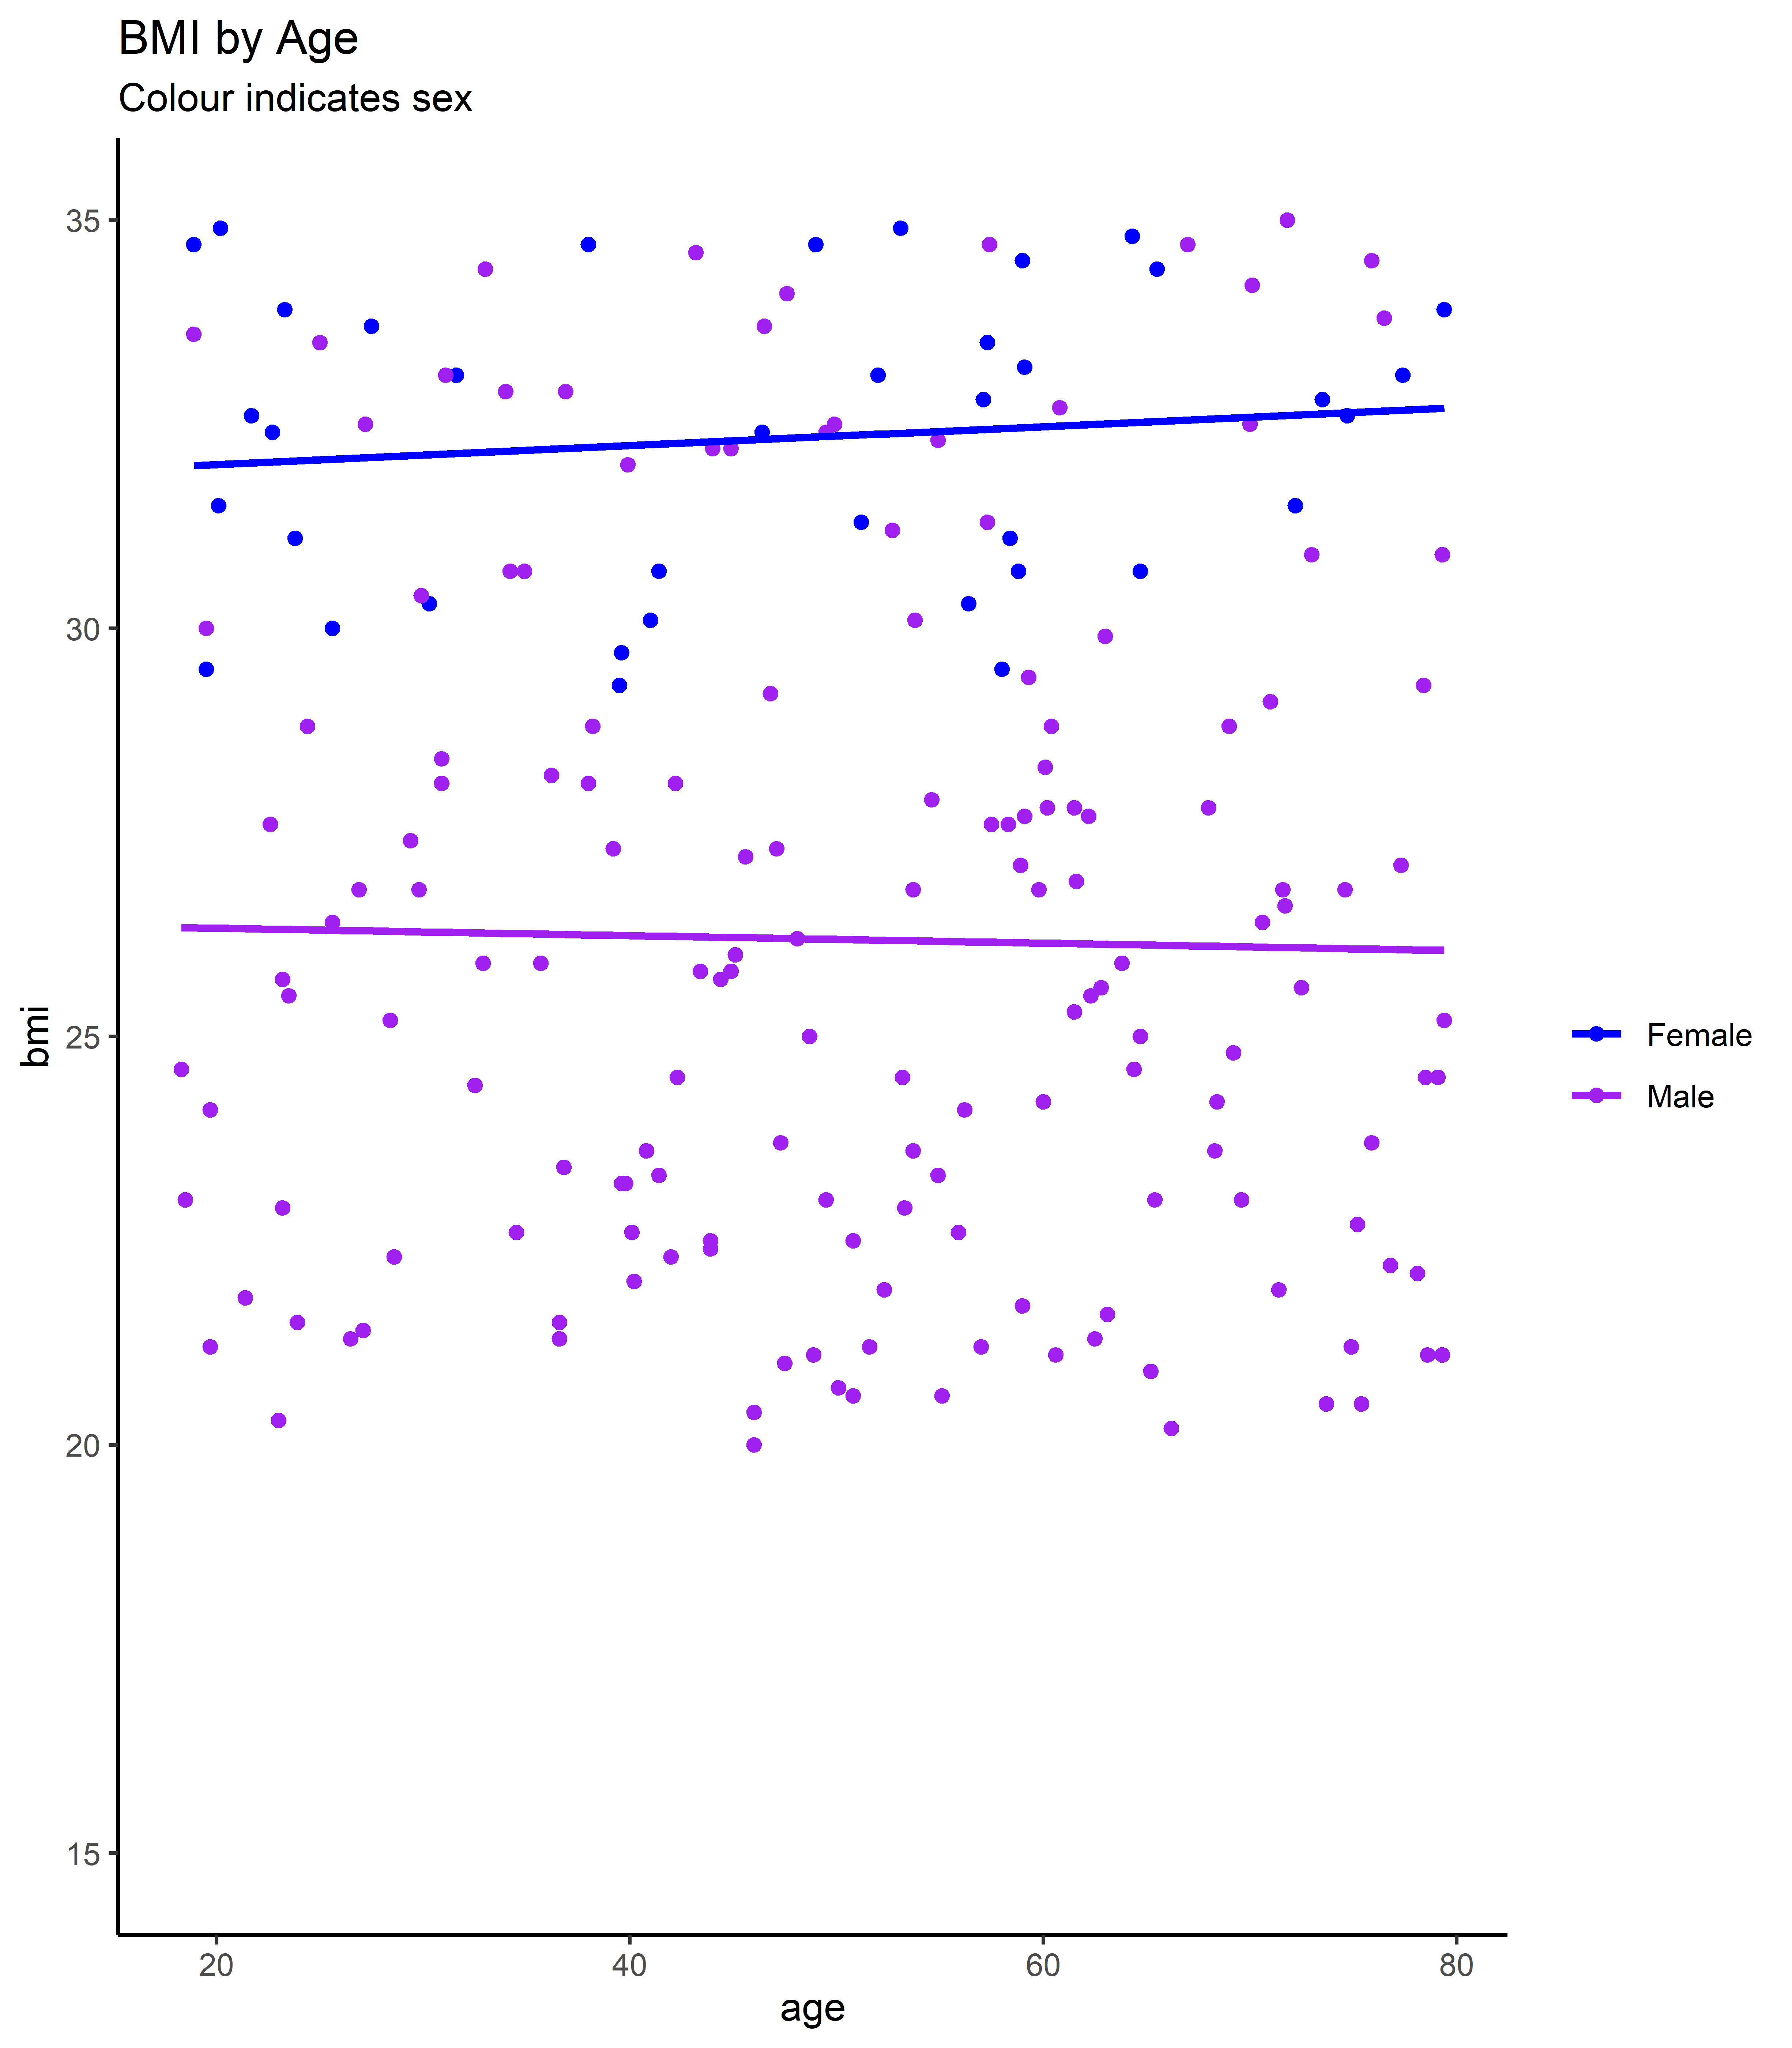 BMI by Age
Colour indicates sex
35
30
25
20
15
bmi
20 40 60 80
age
Female
Male